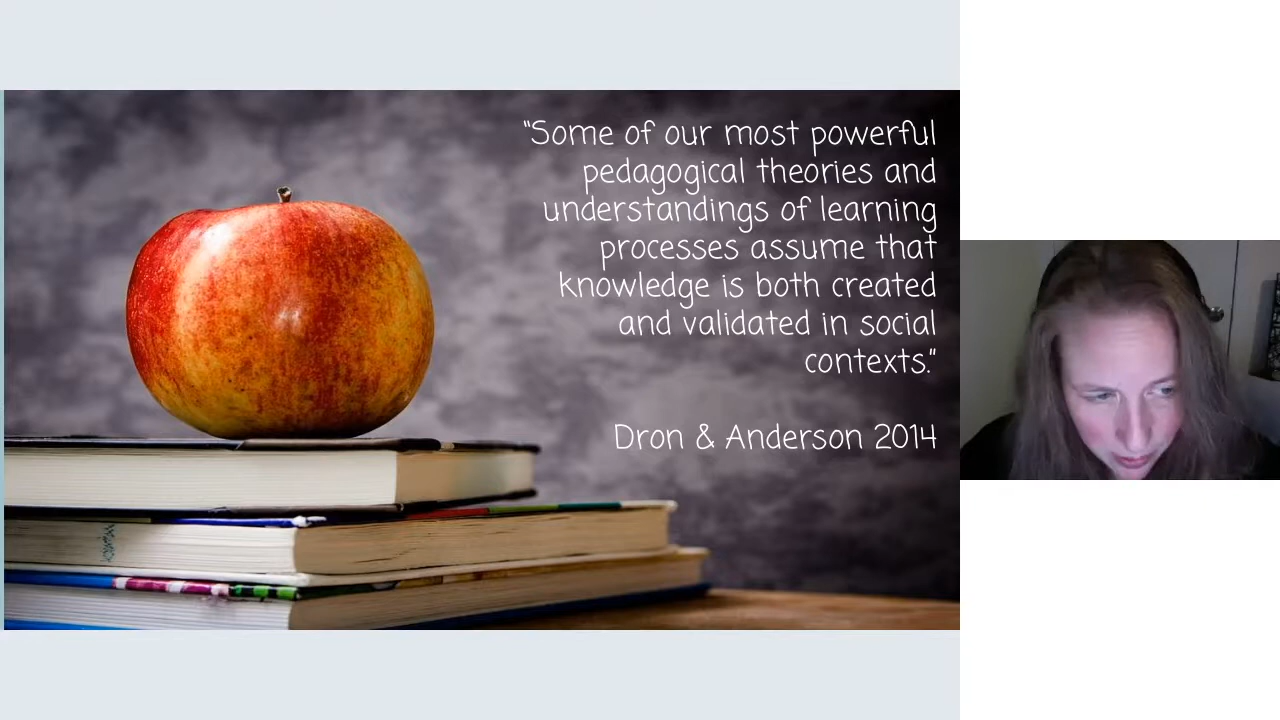 "Some of our most powerful
pedagogical theories and
understandings of learning
processes assume that
knowledge is both created
and validated in social
contexts."
Dron & Anderson 2014